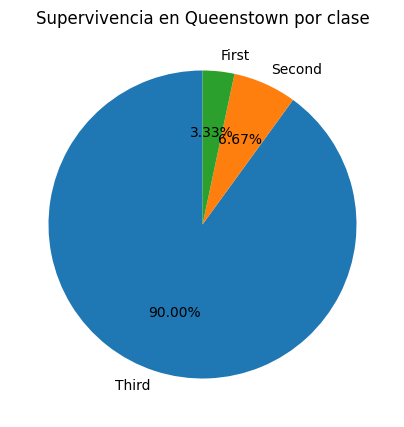 Supervivencia en Queenstown por clase
First
Second
3.33%
6.67%
90.00%
Third